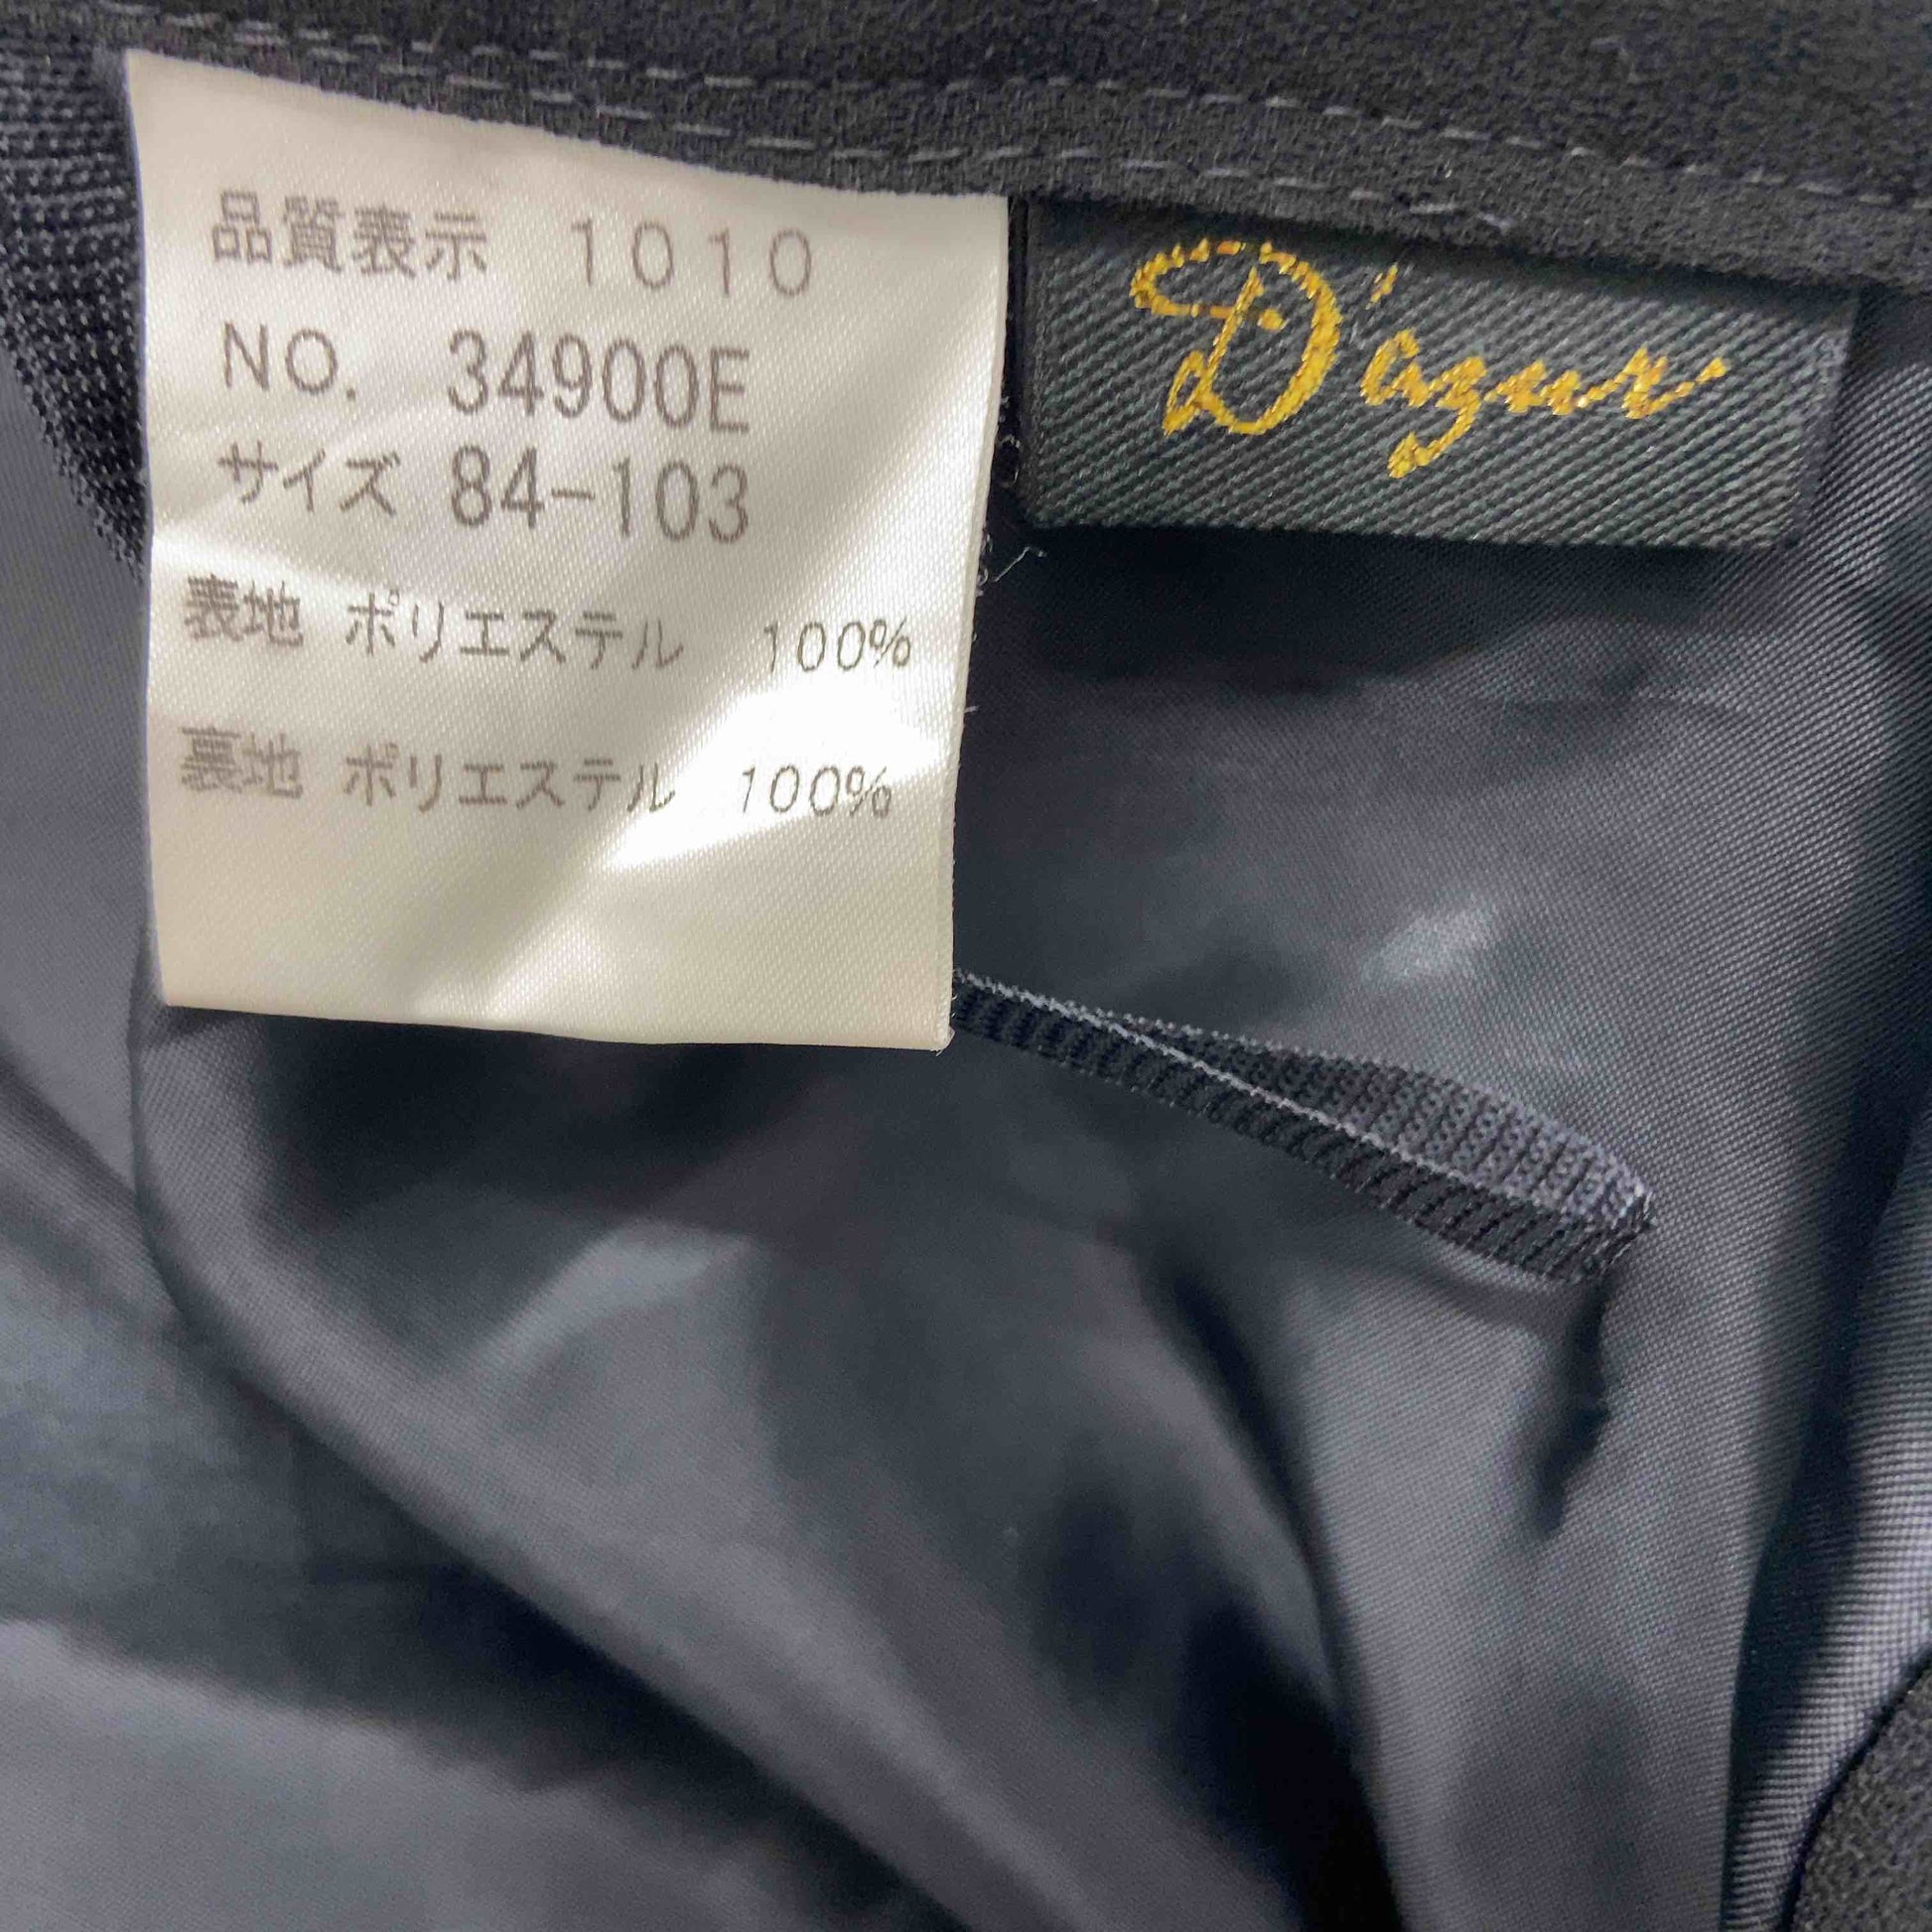 品質表示 1010
NO. 34900E
サイズ 84-103
表地 ポリエステル 100%
裏地 ポリエステル 100%
D'azur